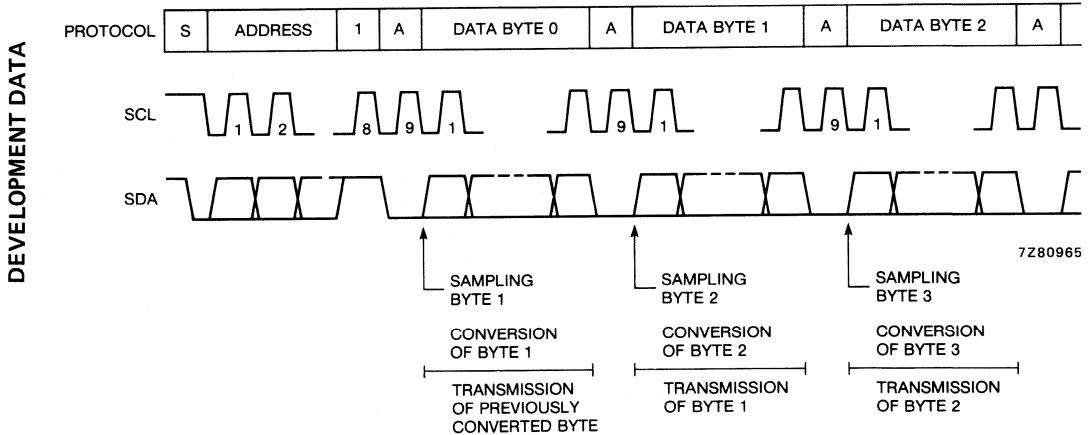 DEVELOPMENT DATA
PROTOCOL S ADDRESS 1 A DATA BYTE 0 A DATA BYTE 1 A DATA BYTE 2 A
SCL 1 2 8 9 1 9 1 9 1
SDA
7Z80965
SAMPLING BYTE 1
SAMPLING BYTE 2
SAMPLING BYTE 3
CONVERSION OF BYTE 1
CONVERSION OF BYTE 2
CONVERSION OF BYTE 3
TRANSMISSION OF PREVIOUSLY CONVERTED BYTE
TRANSMISSION OF BYTE 1
TRANSMISSION OF BYTE 2